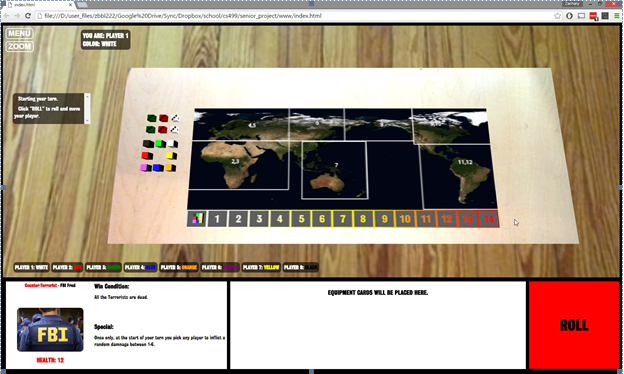 index.html
Zachary
file:///D:/user_files/zbbl222/Google%20Drive/Sync/Dropbox/school/cs499/senior_project/www/index.html
MENU
ZOOM
YOU ARE: PLAYER 1
COLOR: WHITE
Starting your turn.
Click "ROLL" to roll and move
your player.
4,5
2,3
7
11,12
1 2 3 4 5 6 7 8 9 10 11 12 13 14
PLAYER 1: WHITE PLAYER 2: RED PLAYER 3: GREEN PLAYER 4: BLUE PLAYER 5: ORANGE PLAYER 6: PURPLE PLAYER 7: YELLOW PLAYER 8: BLACK
Counter-Terrorist - FBI Fred
FBI
HEALTH: 12
Win Condition:
All the Terrorists are dead.
Special:
Once only, at the start of your turn you pick any player to inflict a
random damnage between 1-6.
EQUIPMENT CARDS WILL BE PLACED HERE.
ROLL